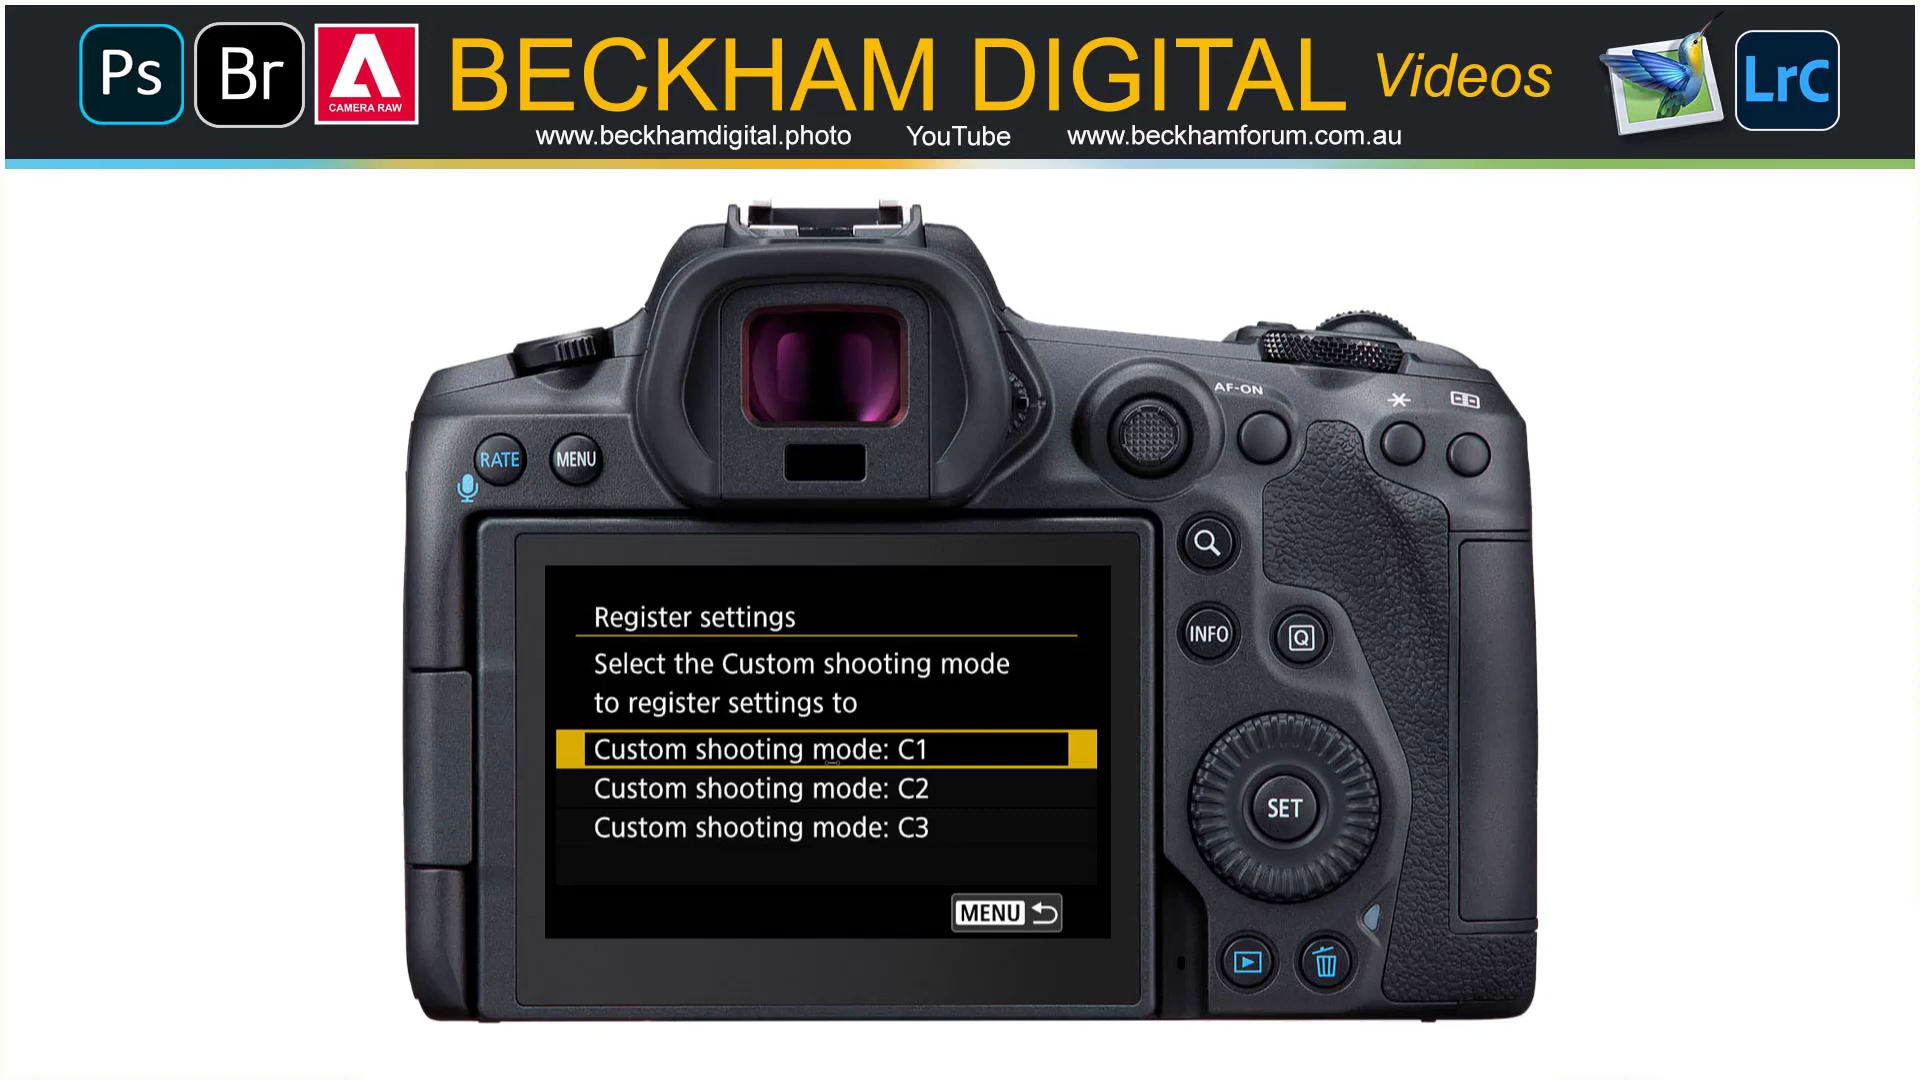 Ps
Br
CAMERA RAW
BECKHAM DIGITAL Videos
LrC
www.beckhamdigital.photo YouTube www.beckhamforum.com.au
AF-ON
RATE
MENU
INFO
Q
SET
Register settings
Select the Custom shooting mode
to register settings to
Custom shooting mode: C1
Custom shooting mode: C2
Custom shooting mode: C3
MENU